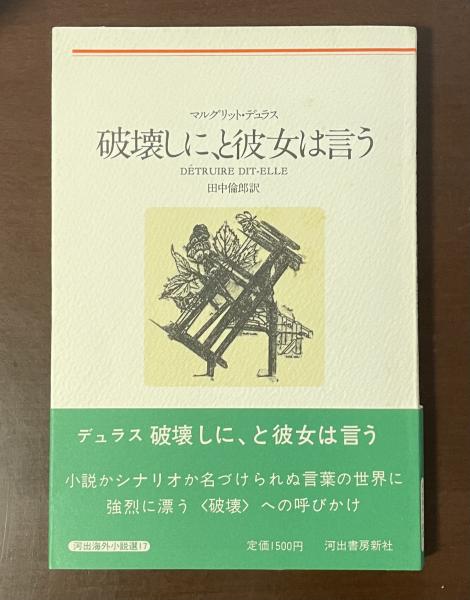 マルグリット・デュラス
破壊しに、と彼女は言う
DÉTRUIRE DIT-ELLE
田中倫郎訳
デュラス 破壊しに、と彼女は言う
小説かシナリオか名づけられぬ言葉の世界に
強烈に漂う〈破壊〉への呼びかけ
河出海外小説選17
定価1500円
河出書房新社